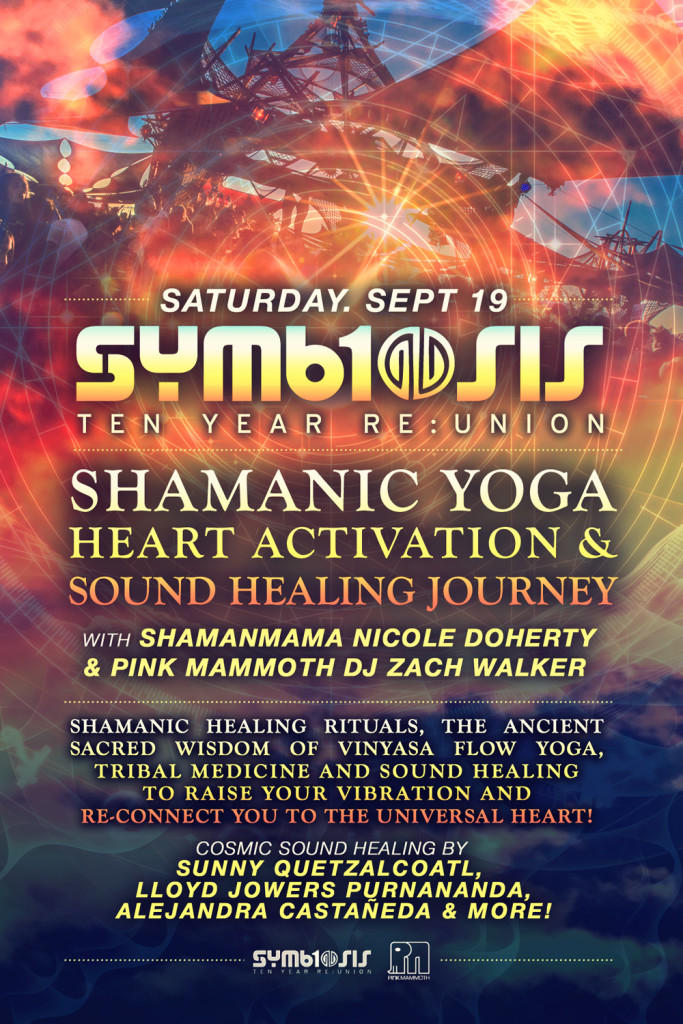 SATURDAY. SEPT 19
SYMB10SIS
TEN YEAR RE:UNION
SHAMANIC YOGA
HEART ACTIVATION &
SOUND HEALING JOURNEY
WITH SHAMANMAMA NICOLE DOHERTY
& PINK MAMMOTH DJ ZACH WALKER
SHAMANIC HEALING RITUALS, THE ANCIENT
SACRED WISDOM OF VINYASA FLOW YOGA,
TRIBAL MEDICINE AND SOUND HEALING
TO RAISE YOUR VIBRATION AND
RE-CONNECT YOU TO THE UNIVERSAL HEART!
COSMIC SOUND HEALING BY
SUNNY QUETZALCOATL,
LLOYD JOWERS PURNANANDA,
ALEJANDRA CASTAÑEDA & MORE!
SYMB10SIS
TEN YEAR RE:UNION
PINK MAMMOTH